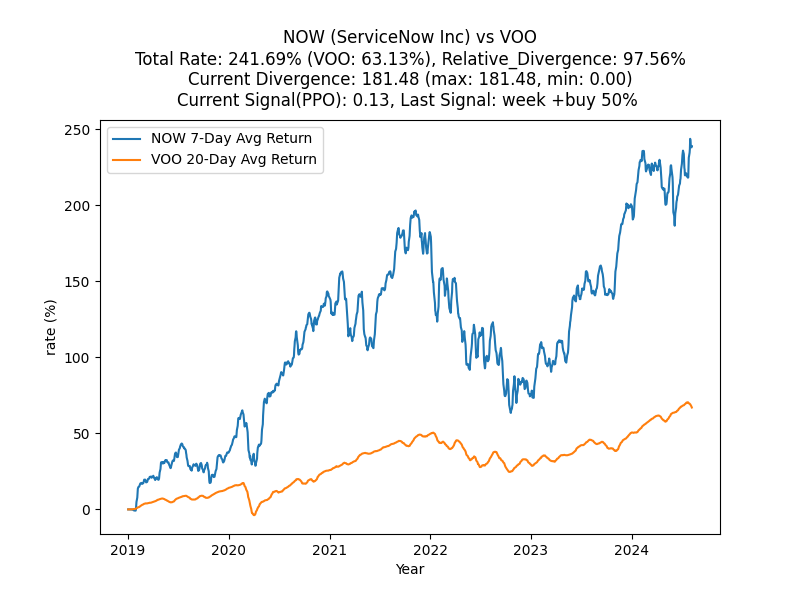 NOW (ServiceNow Inc) vs VOO
Total Rate: 241.69% (VOO: 63.13%), Relative_Divergence: 97.56%
Current Divergence: 181.48 (max: 181.48, min: 0.00)
Current Signal(PPO): 0.13, Last Signal: week +buy 50%
NOW 7-Day Avg Return
VOO 20-Day Avg Return
rate (%)
250
200
150
100
50
0
2019 2020 2021 2022 2023 2024
Year